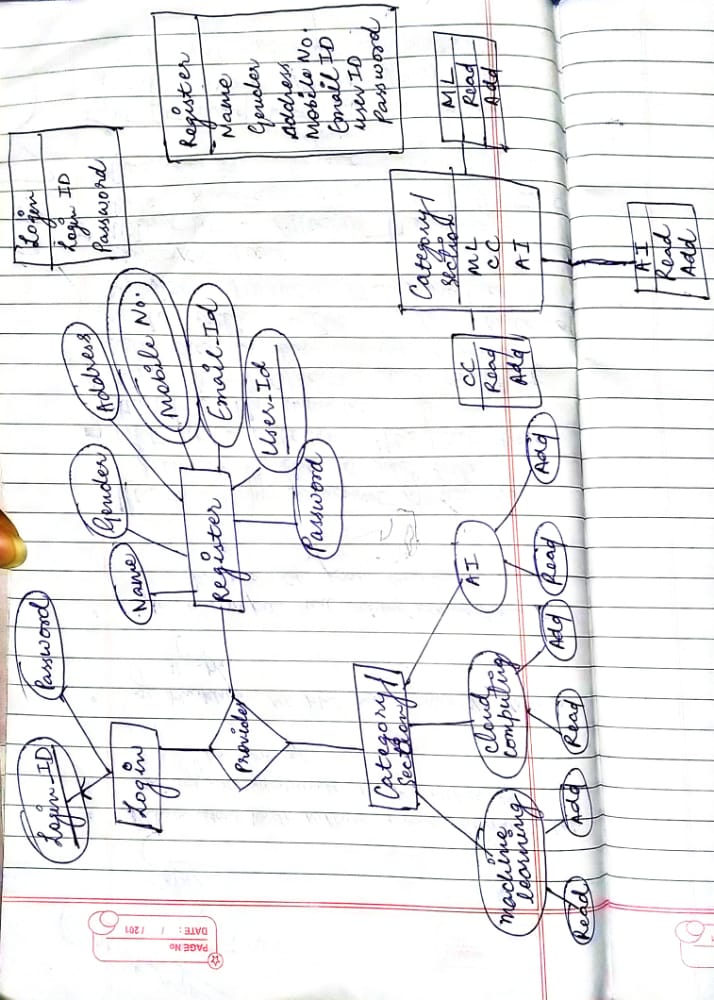 PAGE No
DATE: / / 201
Login-ID
Password
Login
Name
Gender
Address
Mobile No.
Email-Id
User-Id
Password
Register
Provides
Category/
Section
Machine
learning
Read
Add
Cloud
computing
Read
Add
AI
Read
Add
Login
Login ID
Password
Register
Name
Gender
Address
Mobile No.
Email ID
user ID
Password
Category/
Section
ML
CC
AI
CC
Read
Add
ML
Read
Add
AI
Read
Add